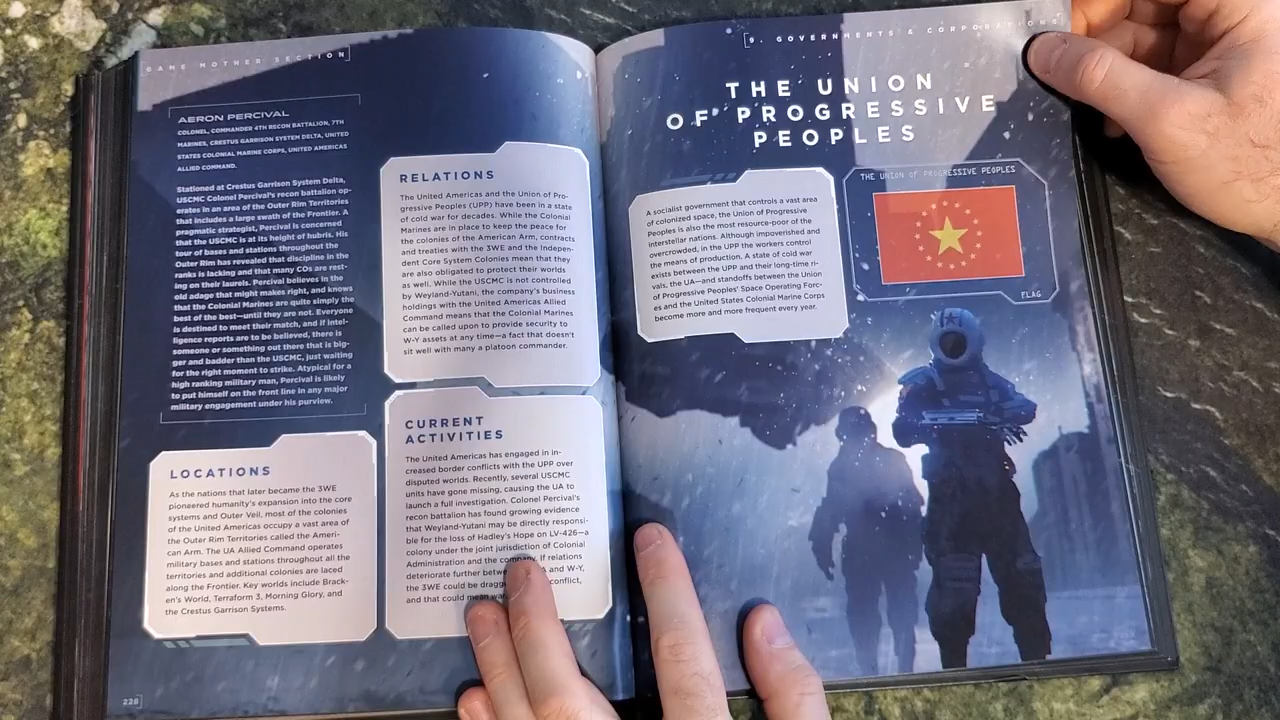 GAME MOTHER SECTION
AERON PERCIVAL
COLONEL, COMMANDER 4TH RECON BATTALION, 7TH
MARINES, CRESTUS GARRISON SYSTEM DELTA, UNITED
STATES COLONIAL MARINE CORPS, UNITED AMERICAS
ALLIED COMMAND.
Stationed at Crestus Garrison System Delta,
USMC Colonel Percival's recon battalion op-
erates in an area of the Outer Rim Territories
that includes a large swath of the Frontier. A
pragmatic strategist, Percival is concerned
that the USCMC is at its height of hubris. His
tour of bases and stations throughout the
Outer Rim has revealed that discipline in the
ranks is lacking and that many COs are rest-
ing on their laurels. Percival believes in the
old adage that might makes right, and knows
that the Colonial Marines are quite simply the
best of the best—until they are not. Everyone
is destined to meet their match, and if intel-
ligence reports are to be believed, there is
someone or something out there that is big-
ger and badder than the USCMC, just waiting
for the right moment to strike. Atypical for a
high ranking military man, Percival is likely
to put himself on the front line in any major
military engagement under his purview.
LOCATIONS
As the nations that later became the 3WE
pioneered humanity's expansion into the core
systems and Outer Veil, most of the colonies
of the United Americas occupy a vast area of
the Outer Rim Territories called the Ameri-
can Arm. The UA Allied Command operates
military bases and stations throughout all the
territories and additional colonies are laced
along the Frontier. Key worlds include Brack-
en's World, Terraform 3, Morning Glory, and
the Crestus Garrison Systems.
228
RELATIONS
The United Americas and the Union of Pro-
gressive Peoples (UPP) have been in a state
of cold war for decades. While the Colonial
Marines are in place to keep the peace for
the colonies of the American Arm, contracts
and treaties with the 3WE and the Indepen-
dent Core System Colonies mean that they
are also obligated to protect their worlds
as well. While the USCMC is not controlled
by Weyland-Yutani, the company's business
holdings with the United Americas Allied
Command means that the Colonial Marines
can be called upon to provide security to
W-Y assets at any time—a fact that doesn't
sit well with many a platoon commander.
CURRENT
ACTIVITIES
The United Americas has engaged in in-
creased border conflicts with the UPP over
disputed worlds. Recently, several USCMC
units have gone missing, causing the UA to
launch a full investigation. Colonel Percival's
recon battalion has found growing evidence
that Weyland-Yutani may be directly responsi-
ble for the loss of Hadley's Hope on LV-426—a
colony under the joint jurisdiction of Colonial
Administration and the company. If relations
deteriorate further and W-Y,
the 3WE could be conflict,
and that could mean
9. GOVERNMENTS & CORPORATIONS
THE UNION
OF PROGRESSIVE
PEOPLES
A socialist government that controls a vast area
of colonized space, the Union of Progressive
Peoples is also the most resource-poor of the
interstellar nations. Although impoverished and
overcrowded, in the UPP the workers control
the means of production. A state of cold war
exists between the UPP and their long-time ri-
vals, the UA—and standoffs between the Union
of Progressive Peoples' Space Operating Forc-
es and the United States Colonial Marine Corps
become more and more frequent every year.
THE UNION OF PROGRESSIVE PEOPLES
FLAG